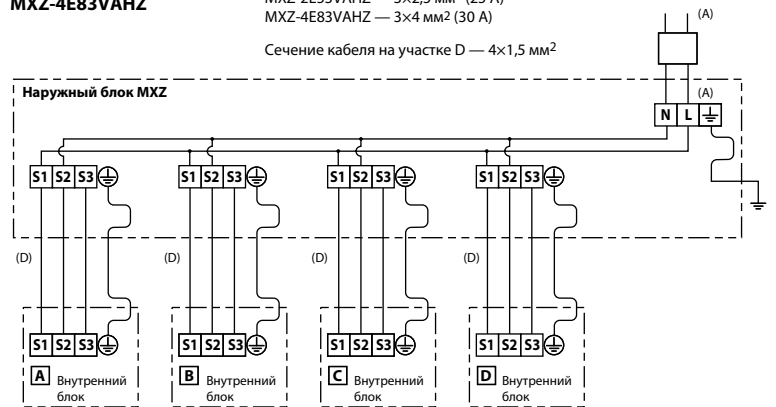 MXZ-4E83VAHZ
MXZ-4E83VAHZ — 3×4 мм² (30 А)
Сечение кабеля на участке D — 4×1,5 мм²
(A)
Наружный блок MXZ
(A)
N L
S1 S2 S3 S1 S2 S3 S1 S2 S3 S1 S2 S3
(D) (D) (D) (D)
S1 S2 S3 S1 S2 S3 S1 S2 S3 S1 S2 S3
A Внутренний блок
B Внутренний блок
C Внутренний блок
D Внутренний блок